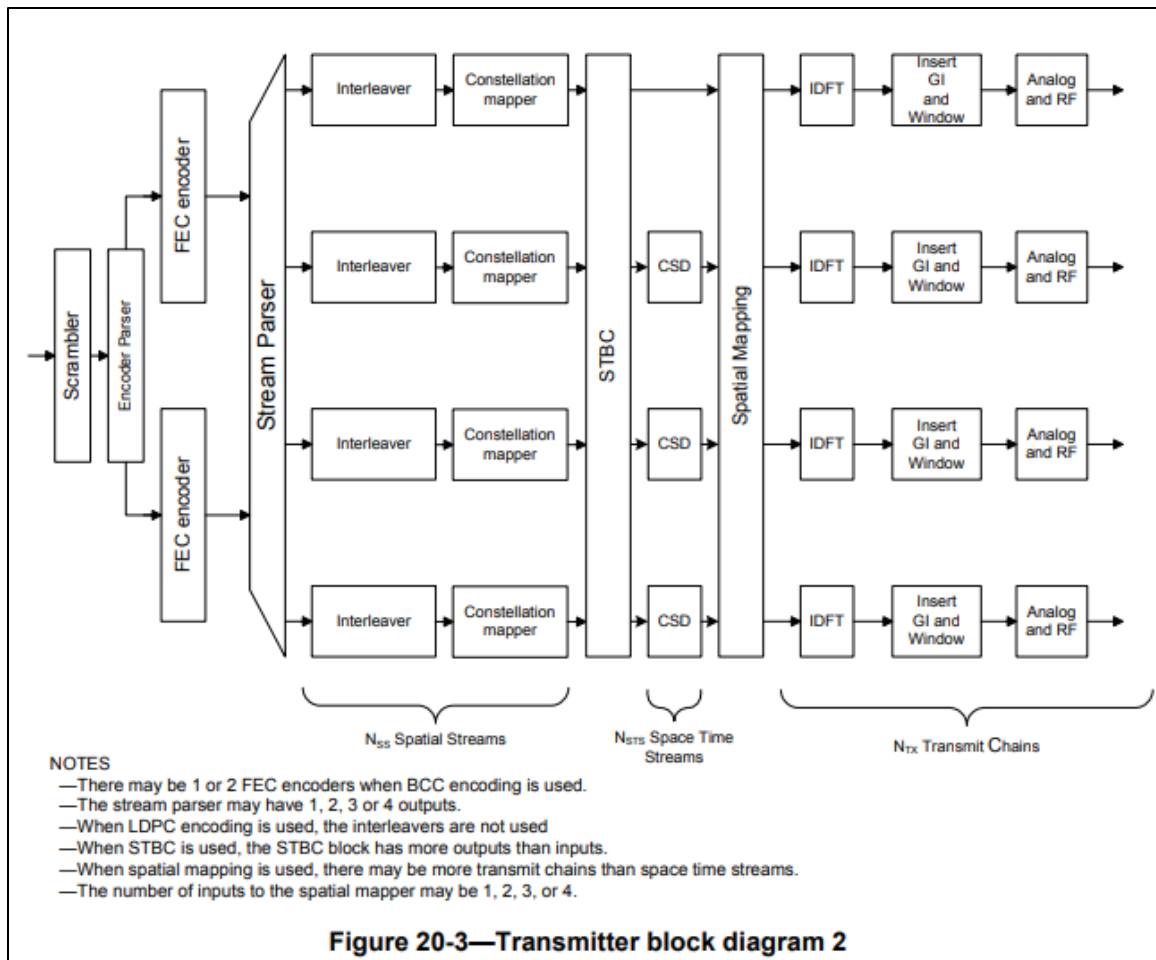 Scrambler
Encoder Parser
FEC encoder
FEC encoder
Stream Parser
Interleaver
Constellation
mapper
Interleaver
Constellation
mapper
Interleaver
Constellation
mapper
Interleaver
Constellation
mapper
STBC
CSD
CSD
CSD
Spatial Mapping
IDFT
Insert
GI
and
Window
Analog
and RF
IDFT
Insert
GI and
Window
Analog
and RF
IDFT
Insert
GI and
Window
Analog
and RF
IDFT
Insert
GI and
Window
Analog
and RF
NSS Spatial Streams
NSTS Space Time
Streams
NTX Transmit Chains
NOTES
—There may be 1 or 2 FEC encoders when BCC encoding is used.
—The stream parser may have 1, 2, 3 or 4 outputs.
—When LDPC encoding is used, the interleavers are not used
—When STBC is used, the STBC block has more outputs than inputs.
—When spatial mapping is used, there may be more transmit chains than space time streams.
—The number of inputs to the spatial mapper may be 1, 2, 3, or 4.
Figure 20-3—Transmitter block diagram 2